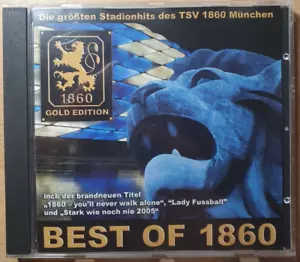 Die größten Stadionhits des TSV 1860 München
1860
GOLD EDITION
incl. der brandneuen Titel
„1860 – you'll never walk alone“, “Lady Fussball”
und „Stark wie noch nie 2005“
BEST OF 1860